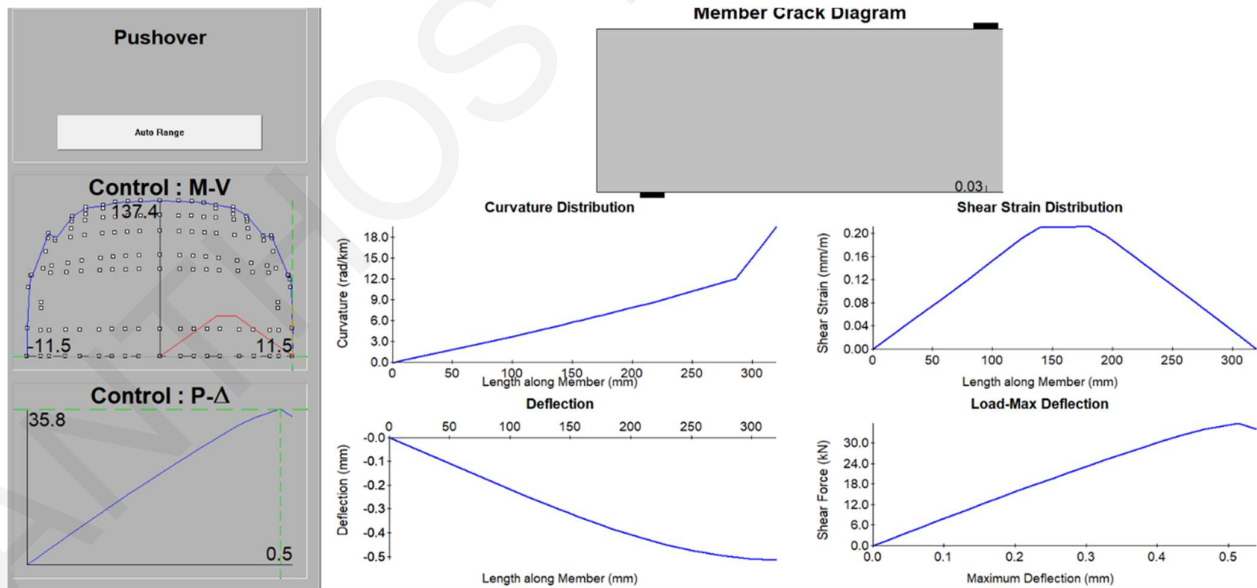 Pushover
Auto Range
Control : M-V
137.4
-11.5
11.5
Control : P-Δ
35.8
0.5
Member Crack Diagram
0.03
Curvature Distribution
Curvature (rad/km)
18.0
15.0
12.0
9.0
6.0
3.0
0.0
0 50 100 150 200 250 300
Length along Member (mm)
Shear Strain Distribution
Shear Strain (mm/m)
0.20
0.16
0.12
0.08
0.04
0.00
0 50 100 150 200 250 300
Length along Member (mm)
Deflection
0 50 100 150 200 250 300
Deflection (mm)
-0.0
-0.1
-0.2
-0.3
-0.4
-0.5
Length along Member (mm)
Load-Max Deflection
Shear Force (kN)
30.0
24.0
18.0
12.0
6.0
0.0
0.0 0.1 0.2 0.3 0.4 0.5
Maximum Deflection (mm)
ANTHOS